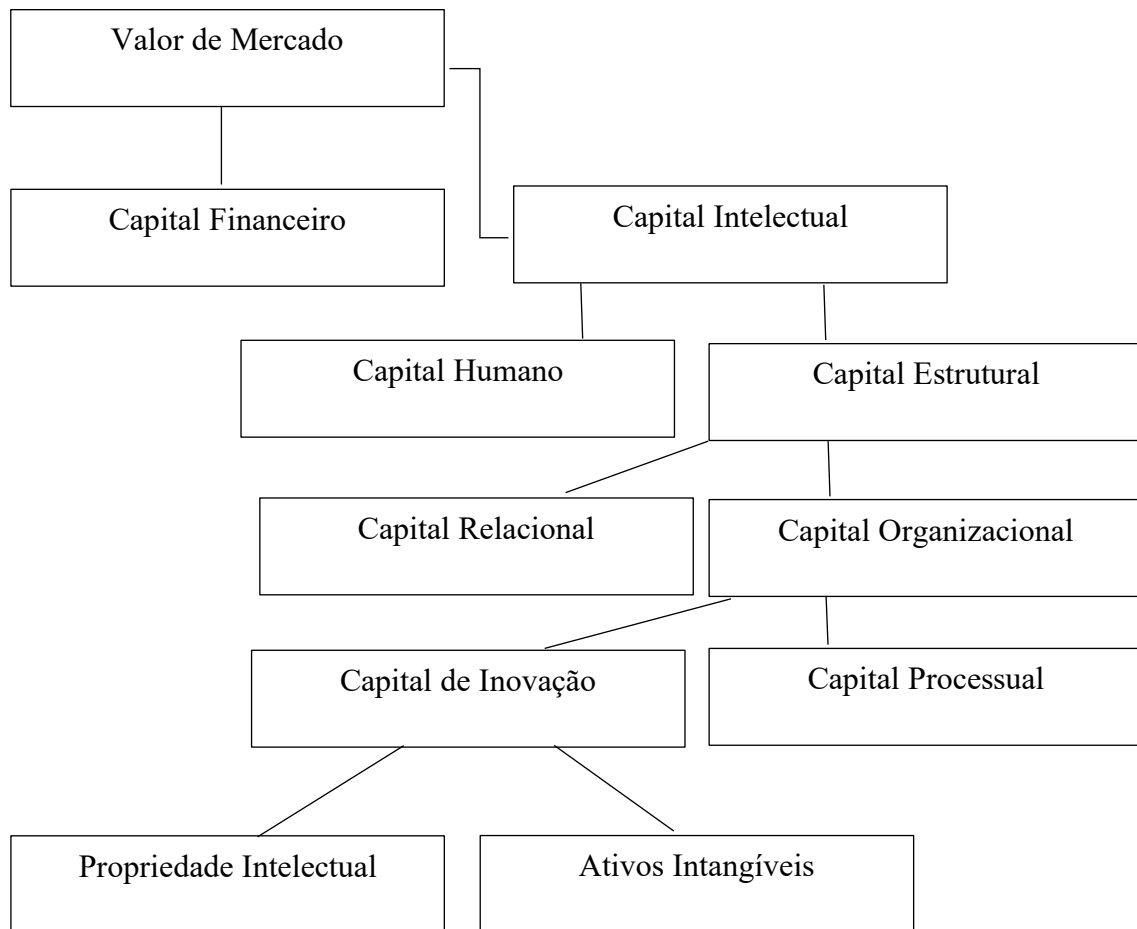 Valor de Mercado
Capital Financeiro
Capital Intelectual
Capital Humano
Capital Estrutural
Capital Relacional
Capital Organizacional
Capital de Inovação
Capital Processual
Propriedade Intelectual
Ativos Intangíveis